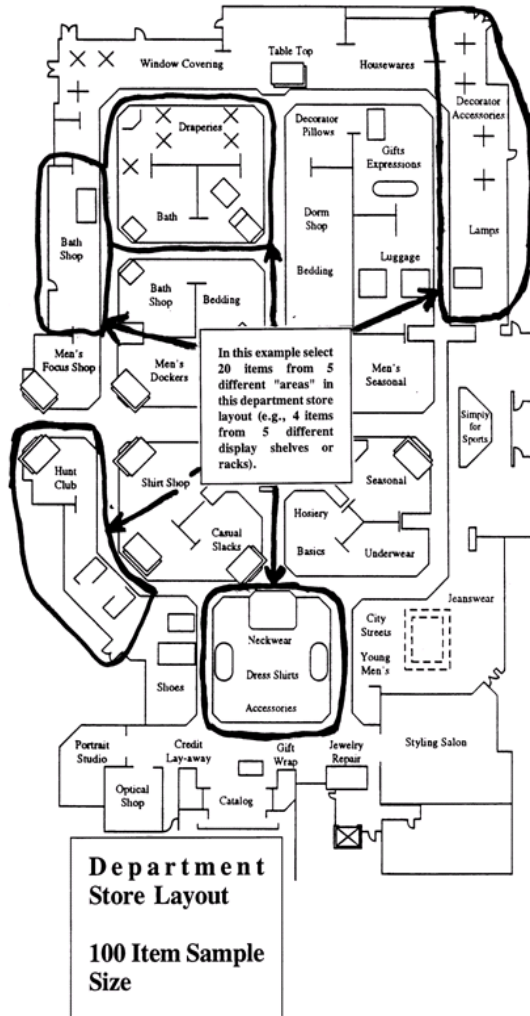 Table Top
Window Covering
Housewares
Decorator
Accessories
Draperies
Decorator
Pillows
Gifts
Expressions
Bath
Dorm
Shop
Lamps
Bath
Shop
Luggage
Bedding
Bath
Shop
Bedding
Men's
Focus Shop
Men's
Dockers
In this example select
20 items from 5
different "areas" in
this department store
layout (e.g., 4 items
from 5 different
display shelves or
racks).
Men's
Seasonal
Simply
for
Sports
Hunt
Club
Shirt Shop
Seasonal
Casual
Slacks
Hosiery
Basics
Underwear
Jeanswear
City
Streets
Young
Men's
Neckwear
Dress Shirts
Accessories
Shoes
Portrait
Studio
Credit
Lay-away
Gift
Wrap
Jewelry
Repair
Styling Salon
Optical
Shop
Catalog
Department
Store Layout
100 Item Sample
Size